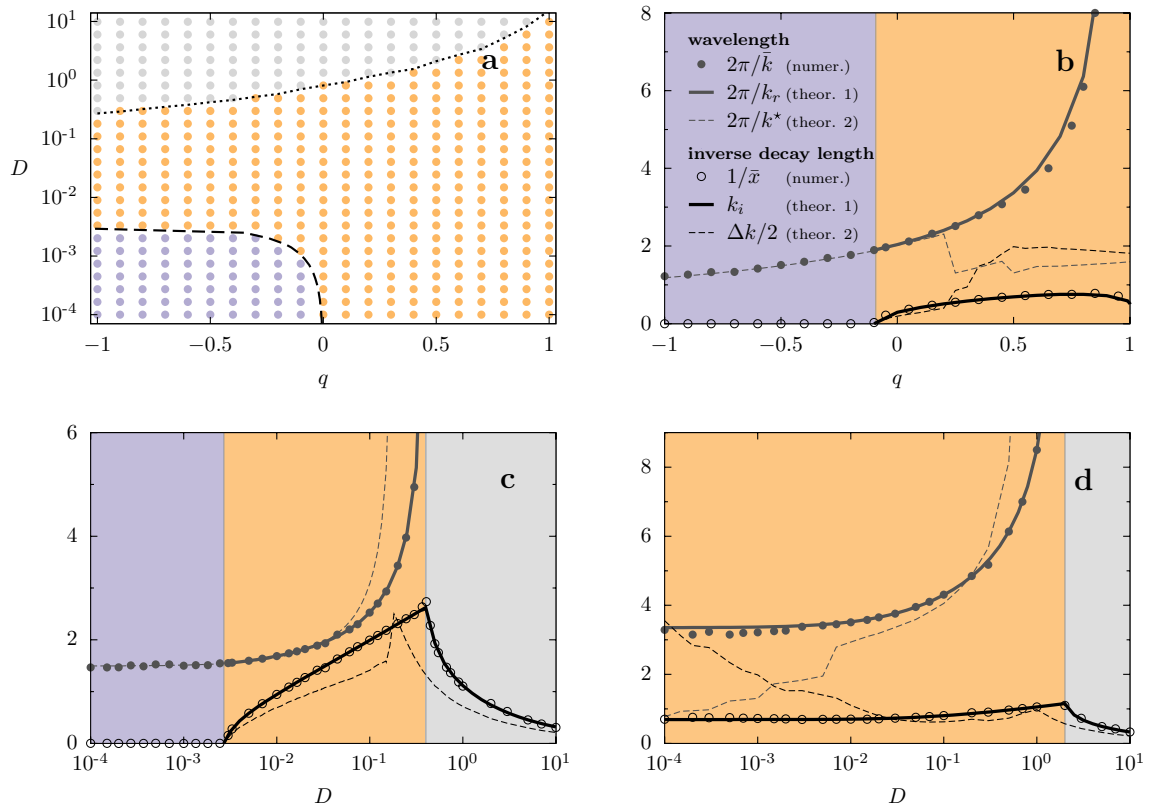 10^1
10^0
10^-1
10^-2
10^-3
10^-4
D
−1
−0.5
0
0.5
1
q
a
8
6
4
2
0
−1
−0.5
0
0.5
1
q
b
wavelength
2π/k̄ (numer.)
2π/k_r (theor. 1)
2π/k⋆ (theor. 2)
inverse decay length
1/x̄ (numer.)
k_i (theor. 1)
Δk/2 (theor. 2)
6
4
2
0
10^-4
10^-3
10^-2
10^-1
10^0
10^1
D
c
8
6
4
2
0
10^-4
10^-3
10^-2
10^-1
10^0
10^1
D
d